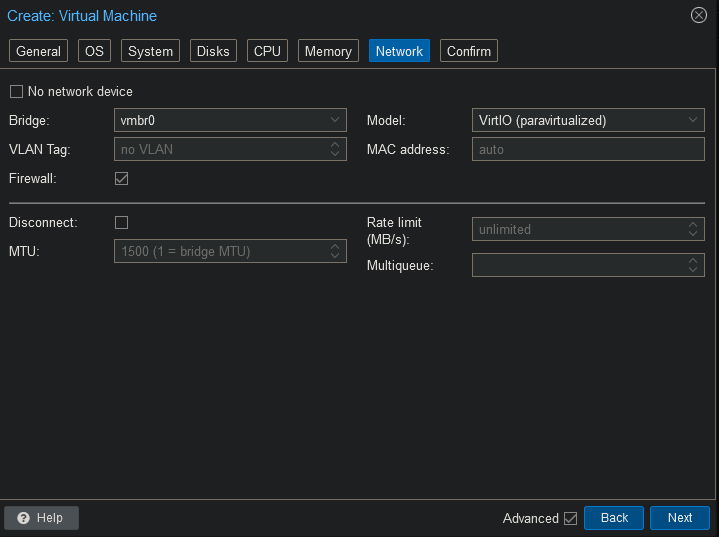 Create: Virtual Machine
General OS System Disks CPU Memory Network Confirm
No network device
Bridge: vmbr0 Model: VirtIO (paravirtualized)
VLAN Tag: no VLAN MAC address: auto
Firewall:
Disconnect: Rate limit (MB/s): unlimited
MTU: 1500 (1 = bridge MTU) Multiqueue:
Help Advanced Back Next